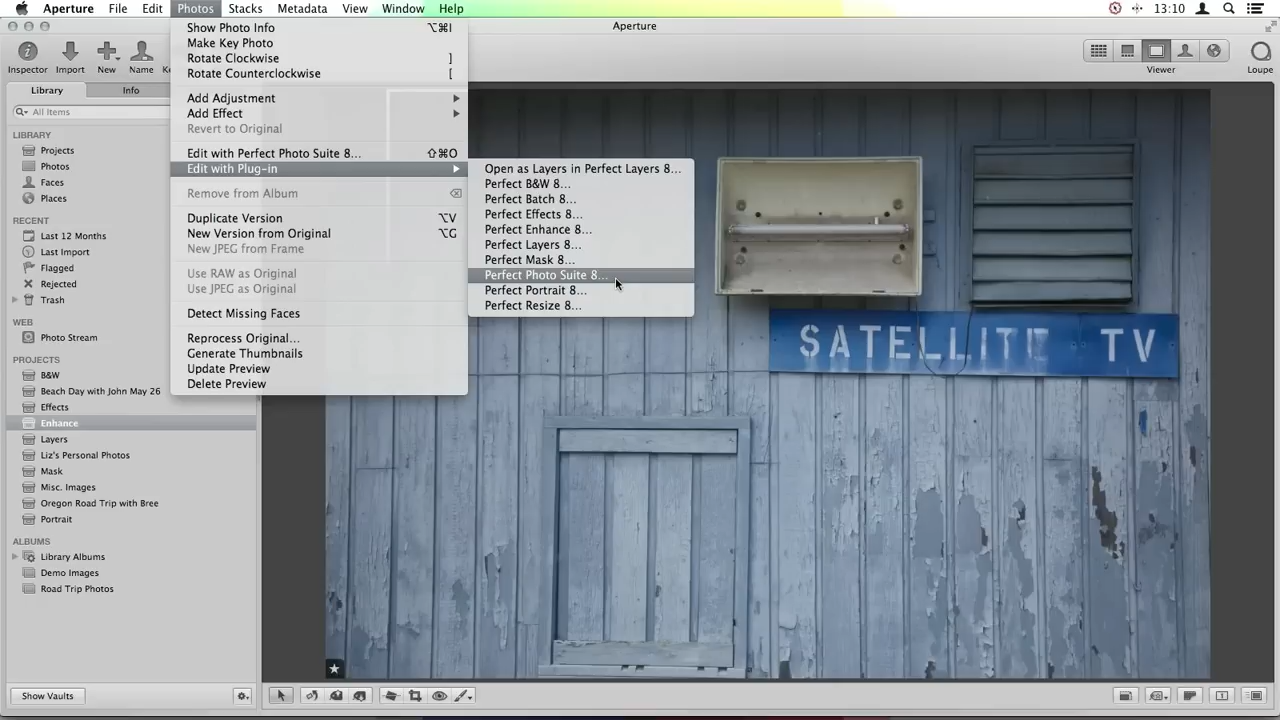 Aperture File Edit Photos Stacks Metadata View Window Help 13:10
Aperture
Inspector Import New Name Viewer Loupe
Library Info
All Items
LIBRARY
Projects
Photos
Faces
Places
RECENT
Last 12 Months
Last Import
Flagged
Rejected
Trash
WEB
Photo Stream
PROJECTS
B&W
Beach Day with John May 26
Effects
Enhance
Layers
Liz's Personal Photos
Mask
Misc. Images
Oregon Road Trip with Bree
Portrait
ALBUMS
Library Albums
Demo Images
Road Trip Photos
Show Vaults
Show Photo Info ⌥⌘I
Make Key Photo
Rotate Clockwise ]
Rotate Counterclockwise [
Add Adjustment
Add Effect
Revert to Original
Edit with Perfect Photo Suite 8... ⇧⌘O
Edit with Plug-in
Remove from Album ⌫
Duplicate Version ⌥V
New Version from Original ⌥G
New JPEG from Frame
Use RAW as Original
Use JPEG as Original
Detect Missing Faces
Reprocess Original...
Generate Thumbnails
Update Preview
Delete Preview
Open as Layers in Perfect Layers 8...
Perfect B&W 8...
Perfect Batch 8...
Perfect Effects 8...
Perfect Enhance 8...
Perfect Layers 8...
Perfect Mask 8...
Perfect Photo Suite 8...
Perfect Portrait 8...
Perfect Resize 8...
SATELLITE TV